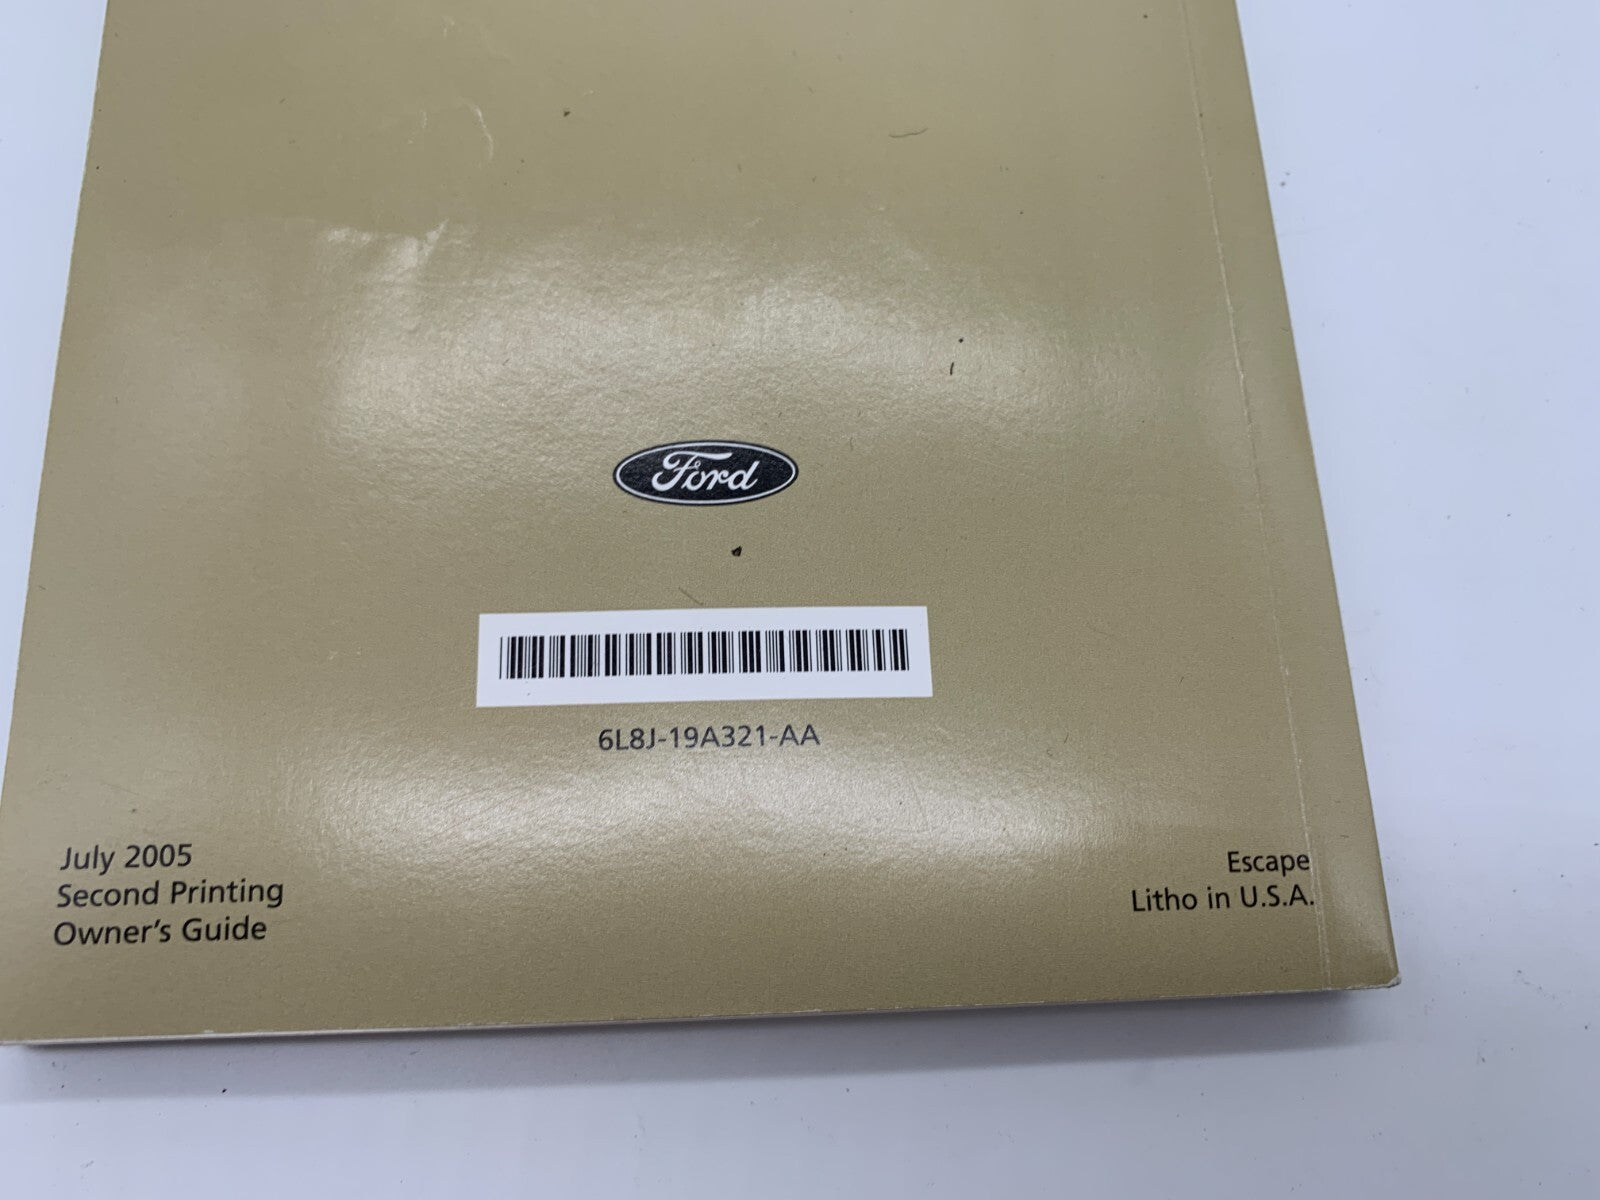 Ford
6L8J-19A321-AA
July 2005
Second Printing
Owner's Guide
Escape
Litho in U.S.A.